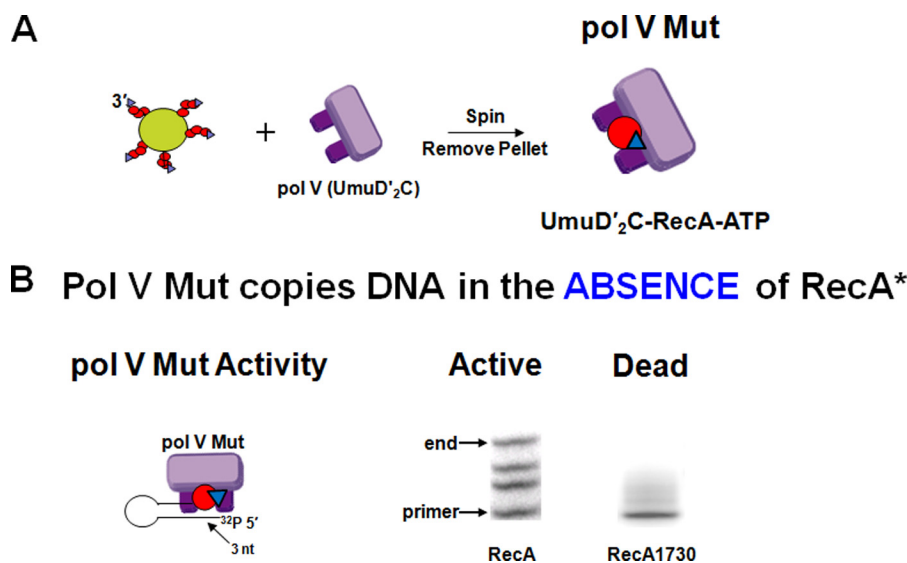 A
pol V Mut
3′
+
Spin
Remove Pellet
pol V (UmuD′₂C)
UmuD′₂C-RecA-ATP
B Pol V Mut copies DNA in the ABSENCE of RecA*
pol V Mut Activity
Active
Dead
pol V Mut
end
primer
³²P 5′
3 nt
RecA
RecA1730